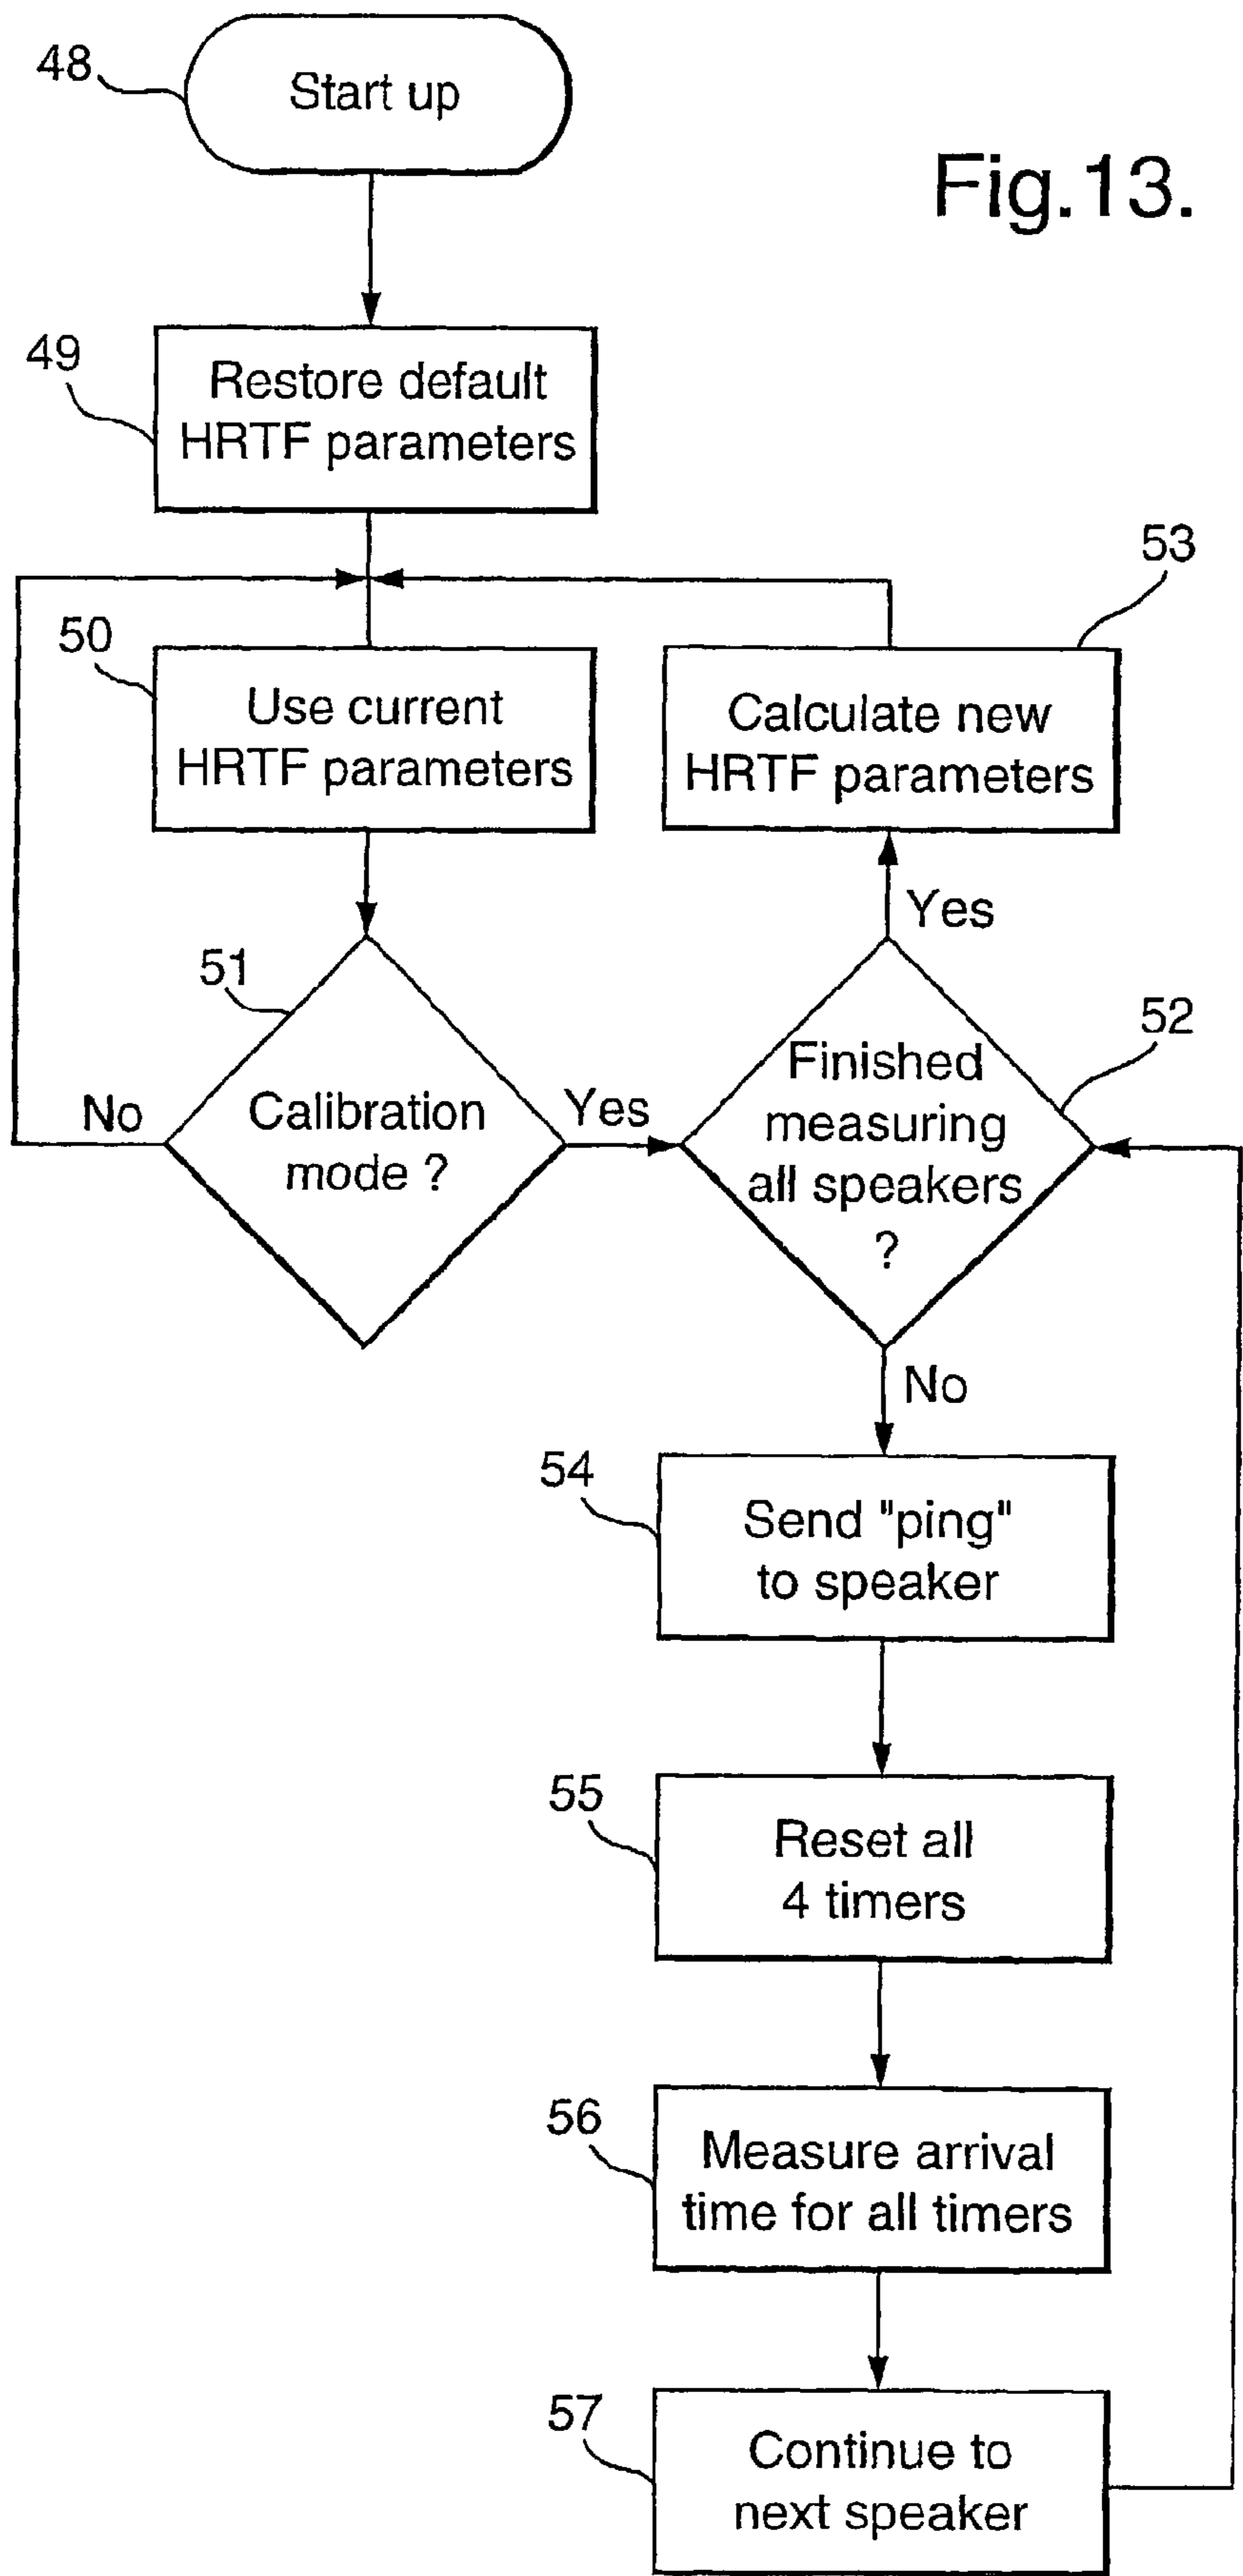 48
Start up
Fig.13.
49
Restore default
HRTF parameters
53
50
Use current
HRTF parameters
Calculate new
HRTF parameters
Yes
51
52
No
Calibration
mode ?
Yes
Finished
measuring
all speakers
?
No
54
Send "ping"
to speaker
55
Reset all
4 timers
56
Measure arrival
time for all timers
57
Continue to
next speaker